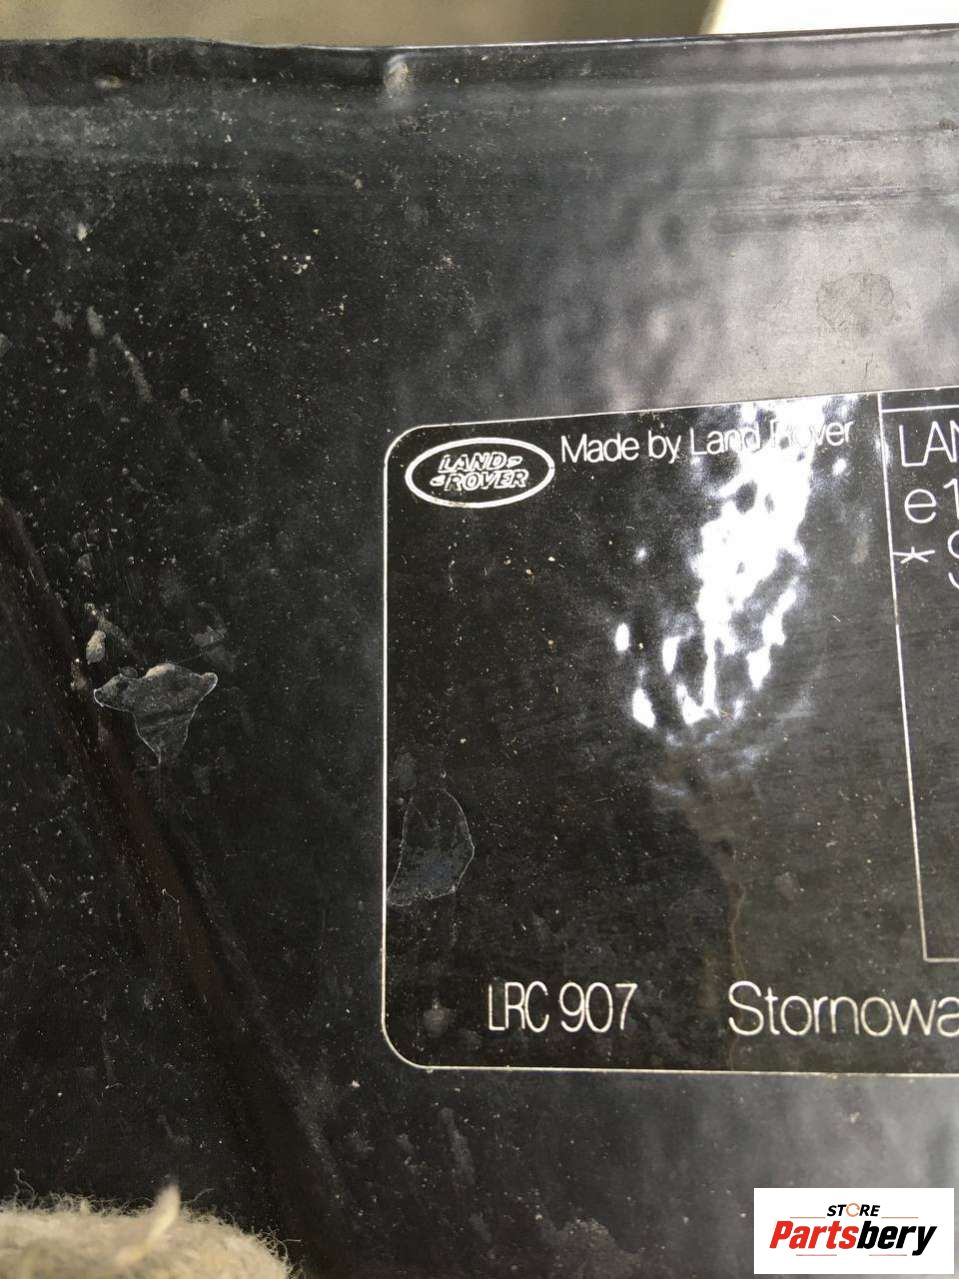 LAND ROVER
Made by Land Rover
LAN
e1
*
LRC 907
Stornowa
STORE
Partsbery